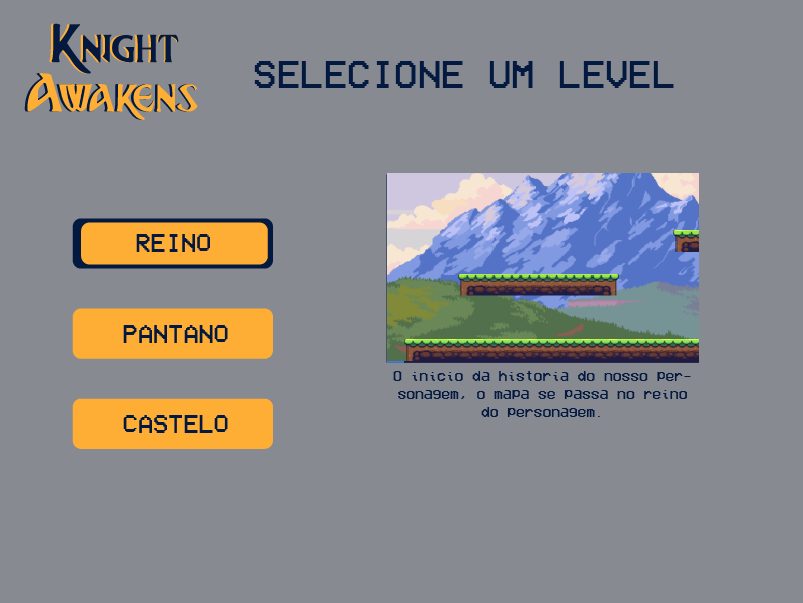 Knight
Awakens
SELECIONE UM LEVEL
REINO
PANTANO
CASTELO
O inicio da historia do nosso per-
sonagem, o mapa se passa no reino
do personagem.